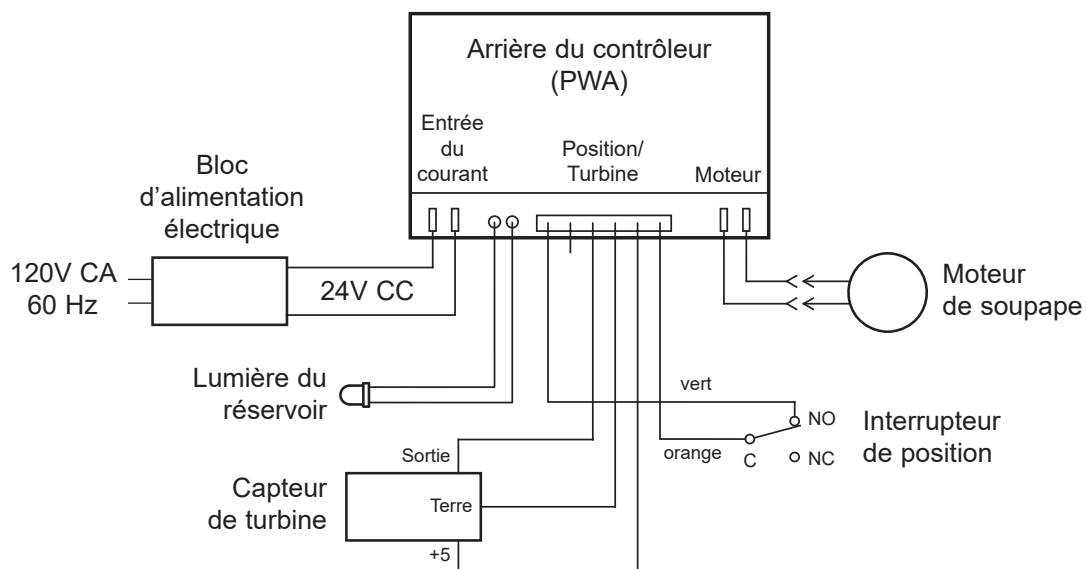 Arrière du contrôleur
(PWA)
Entrée
du
courant
Position/
Turbine
Moteur
Bloc
d'alimentation
électrique
120V CA
60 Hz
24V CC
Moteur
de soupape
Lumière du
réservoir
vert
NO
Interrupteur
de position
orange
C
NC
Sortie
Capteur
de turbine
Terre
+5